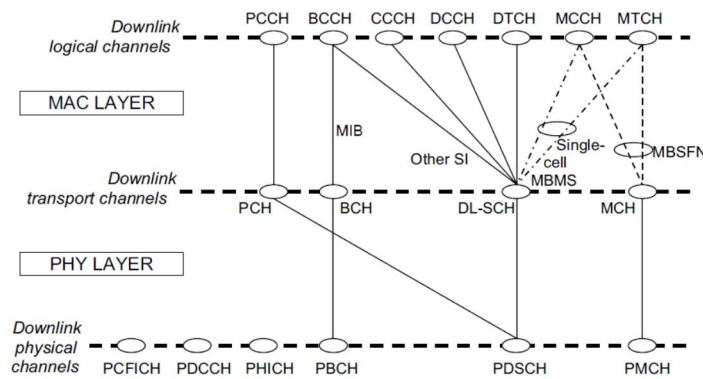 PCCH BCCH CCCH DCCH DTCH MCCH MTCH
Downlink
logical channels
MAC LAYER
MIB
Other SI
Single-
cell
MBMS
MBSFN
Downlink
transport channels
PCH BCH DL-SCH MCH
PHY LAYER
Downlink
physical
channels
PCFICH PDCCH PHICH PBCH PDSCH PMCH